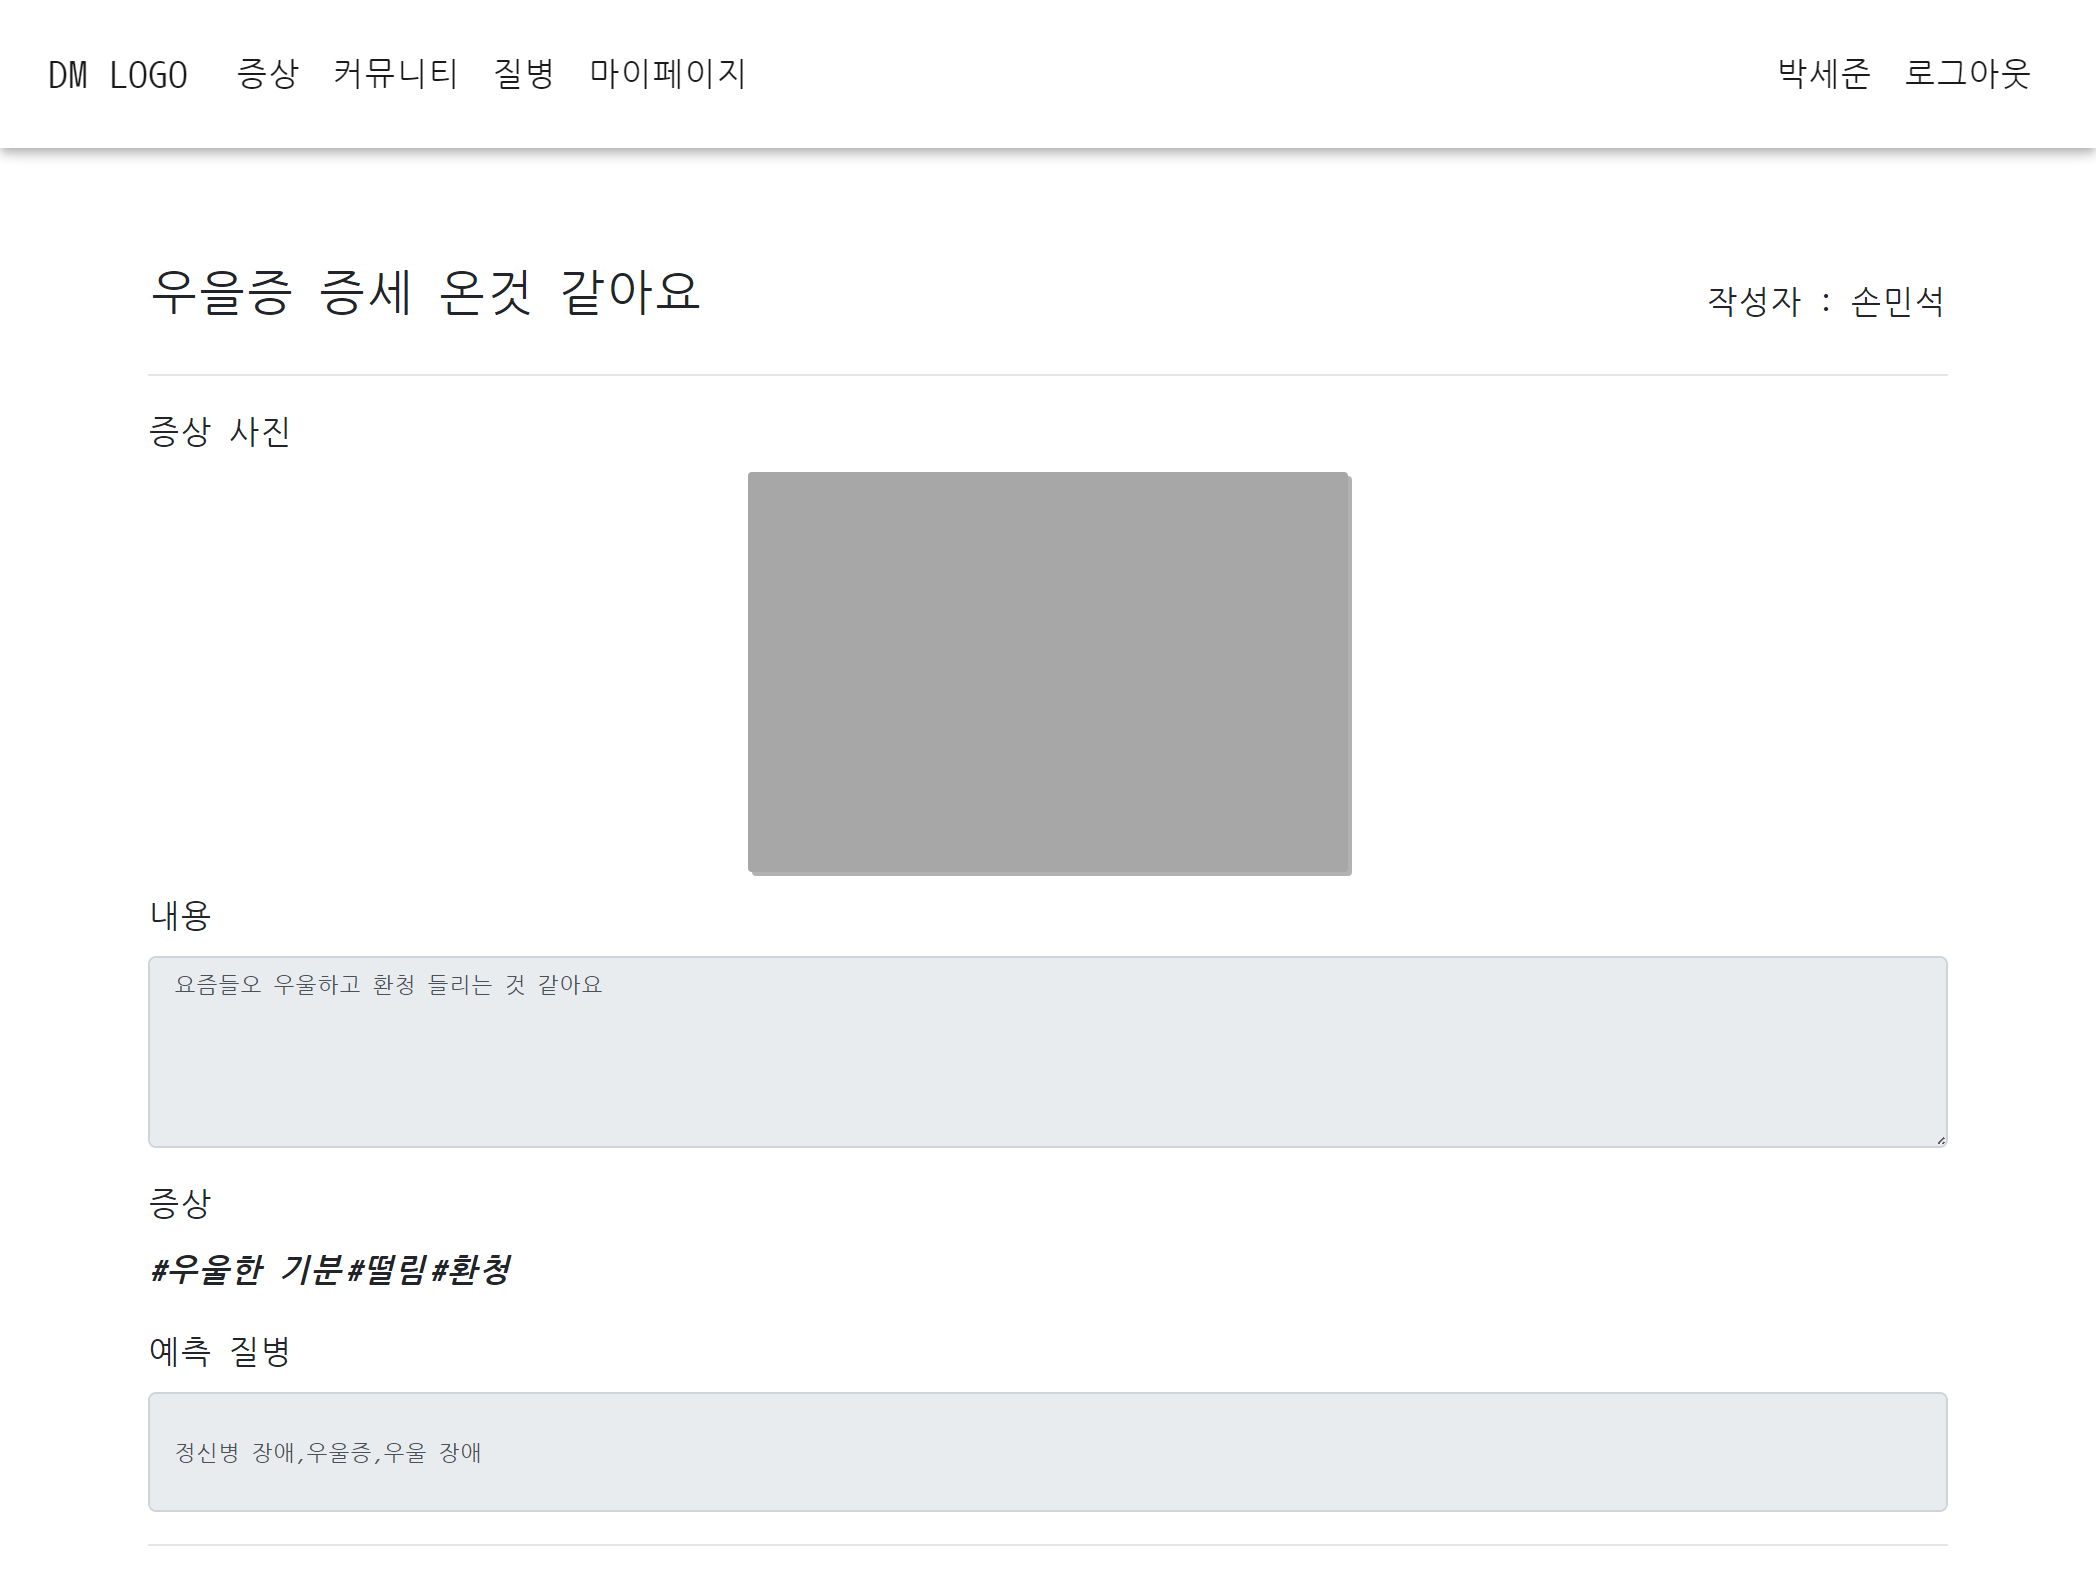 DM LOGO 증상 커뮤니티 질병 마이페이지 박세준 로그아웃
우을증 증세 온것 같아요 작성자 : 손민석
증상 사진
내용
요즘들오 우울하고 환청 들리는 것 같아요
증상
#우울한 기분#떨림#환청
예측 질병
정신병 장애,우울증,우울 장애